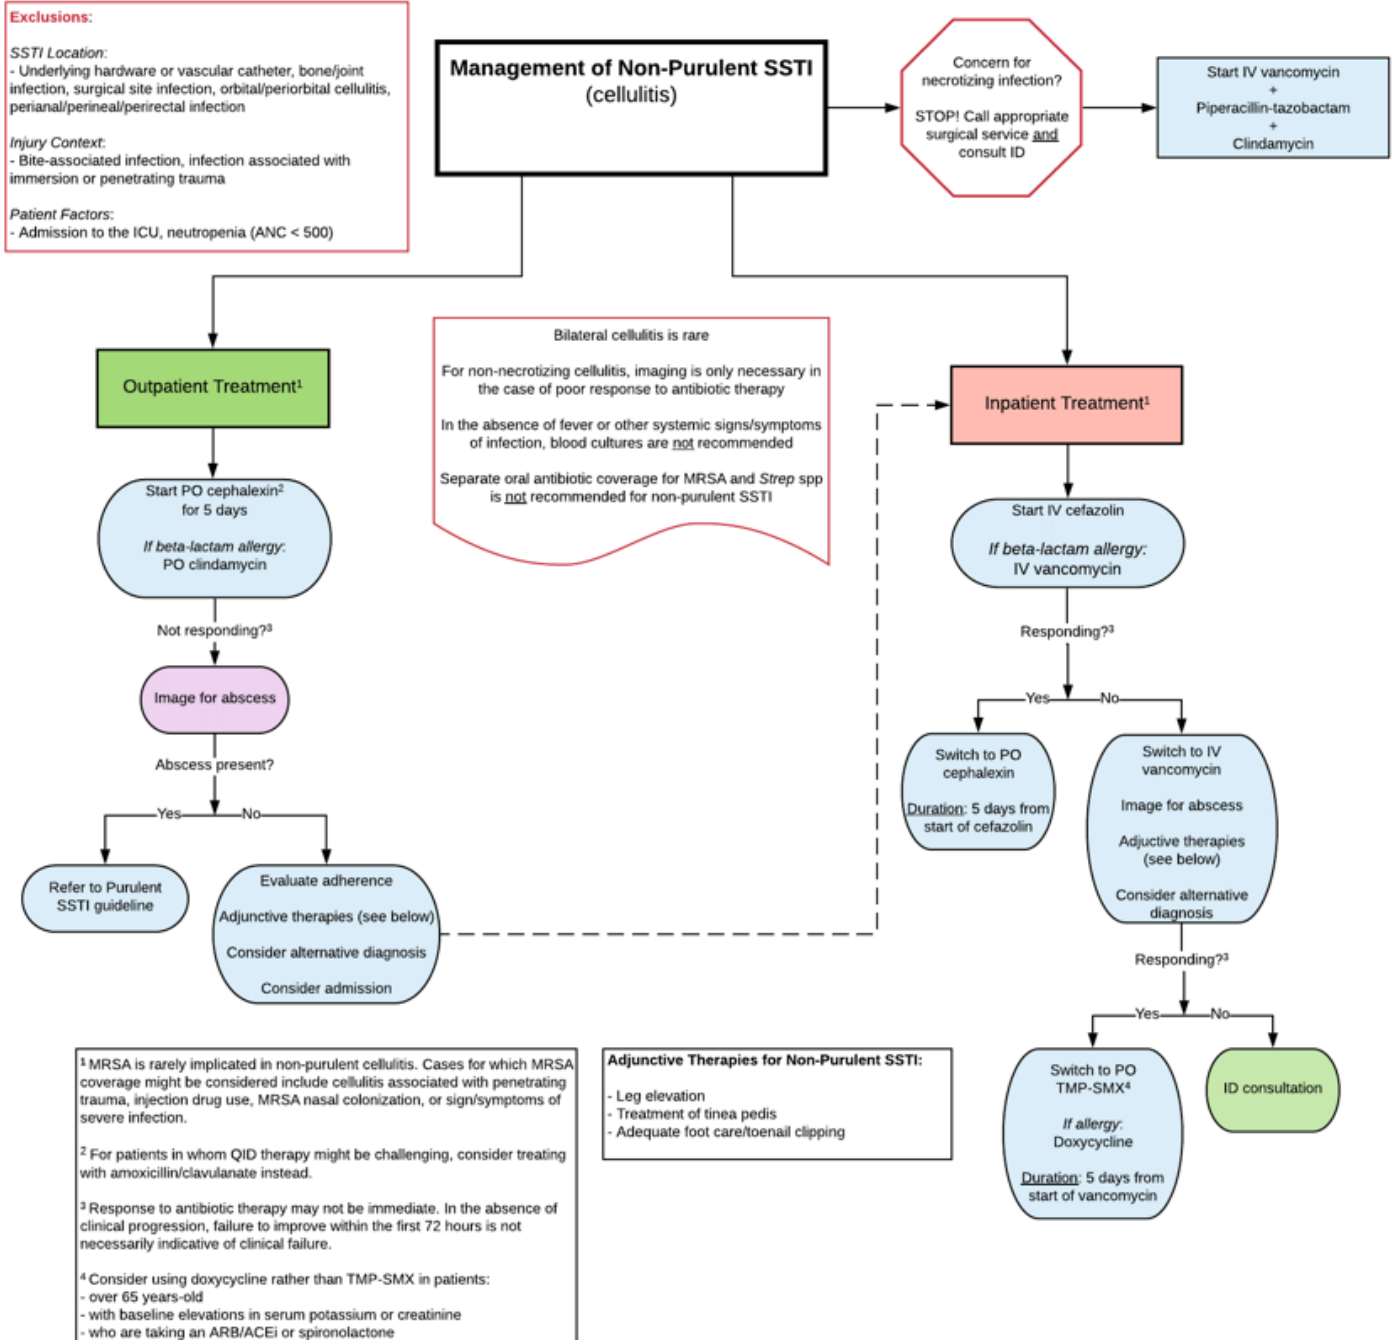 Exclusions:
SSTI Location:
- Underlying hardware or vascular catheter, bone/joint
infection, surgical site infection, orbital/periorbital cellulitis,
perianal/perineal/perirectal infection
Injury Context:
- Bite-associated infection, infection associated with
immersion or penetrating trauma
Patient Factors:
- Admission to the ICU, neutropenia (ANC < 500)
Management of Non-Purulent SSTI
(cellulitis)
Concern for
necrotizing infection?
STOP! Call appropriate
surgical service and
consult ID
Start IV vancomycin
+
Piperacillin-tazobactam
+
Clindamycin
Outpatient Treatment¹
Start PO cephalexin²
for 5 days
If beta-lactam allergy:
PO clindamycin
Not responding?³
Image for abscess
Abscess present?
Yes
No
Refer to Purulent
SSTI guideline
Evaluate adherence
Adjunctive therapies (see below)
Consider alternative diagnosis
Consider admission
Bilateral cellulitis is rare
For non-necrotizing cellulitis, imaging is only necessary in
the case of poor response to antibiotic therapy
In the absence of fever or other systemic signs/symptoms
of infection, blood cultures are not recommended
Separate oral antibiotic coverage for MRSA and Strep spp
is not recommended for non-purulent SSTI
Inpatient Treatment¹
Start IV cefazolin
If beta-lactam allergy:
IV vancomycin
Responding?³
Yes
No
Switch to PO
cephalexin
Duration: 5 days from
start of cefazolin
Switch to IV
vancomycin
Image for abscess
Adjuctive therapies
(see below)
Consider alternative
diagnosis
Responding?³
Yes
No
Switch to PO
TMP-SMX⁴
If allergy:
Doxycycline
Duration: 5 days from
start of vancomycin
ID consultation
¹ MRSA is rarely implicated in non-purulent cellulitis. Cases for which MRSA
coverage might be considered include cellulitis associated with penetrating
trauma, injection drug use, MRSA nasal colonization, or sign/symptoms of
severe infection.
² For patients in whom QID therapy might be challenging, consider treating
with amoxicillin/clavulanate instead.
³ Response to antibiotic therapy may not be immediate. In the absence of
clinical progression, failure to improve within the first 72 hours is not
necessarily indicative of clinical failure.
⁴ Consider using doxycycline rather than TMP-SMX in patients:
- over 65 years-old
- with baseline elevations in serum potassium or creatinine
- who are taking an ARB/ACEi or spironolactone
Adjunctive Therapies for Non-Purulent SSTI:
- Leg elevation
- Treatment of tinea pedis
- Adequate foot care/toenail clipping